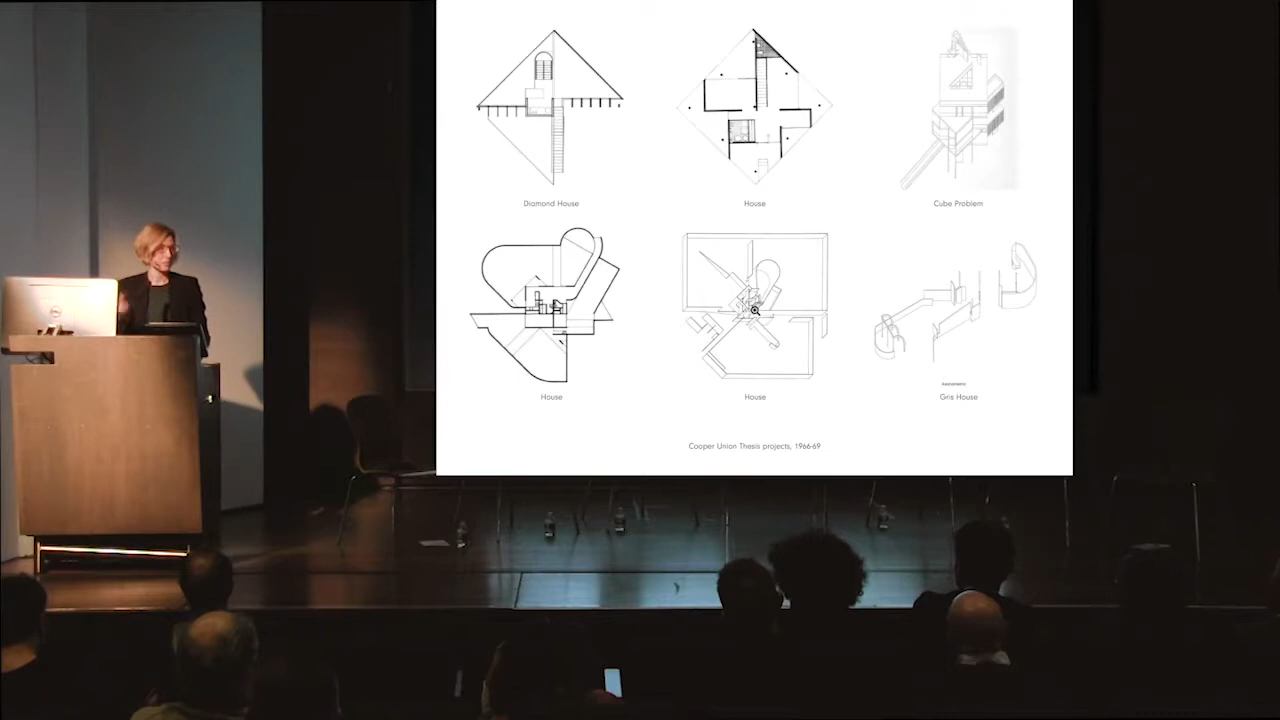 Diamond House
House
Cube Problem
House
House
Axonometric
Gris House
Cooper Union Thesis projects, 1966-69